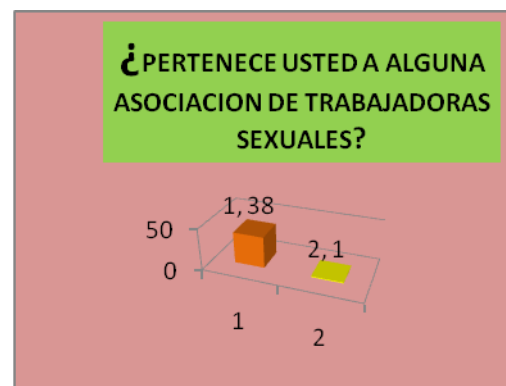 ¿PERTENECE USTED A ALGUNA
ASOCIACION DE TRABAJADORAS
SEXUALES?
1, 38
50
2, 1
0
1
2